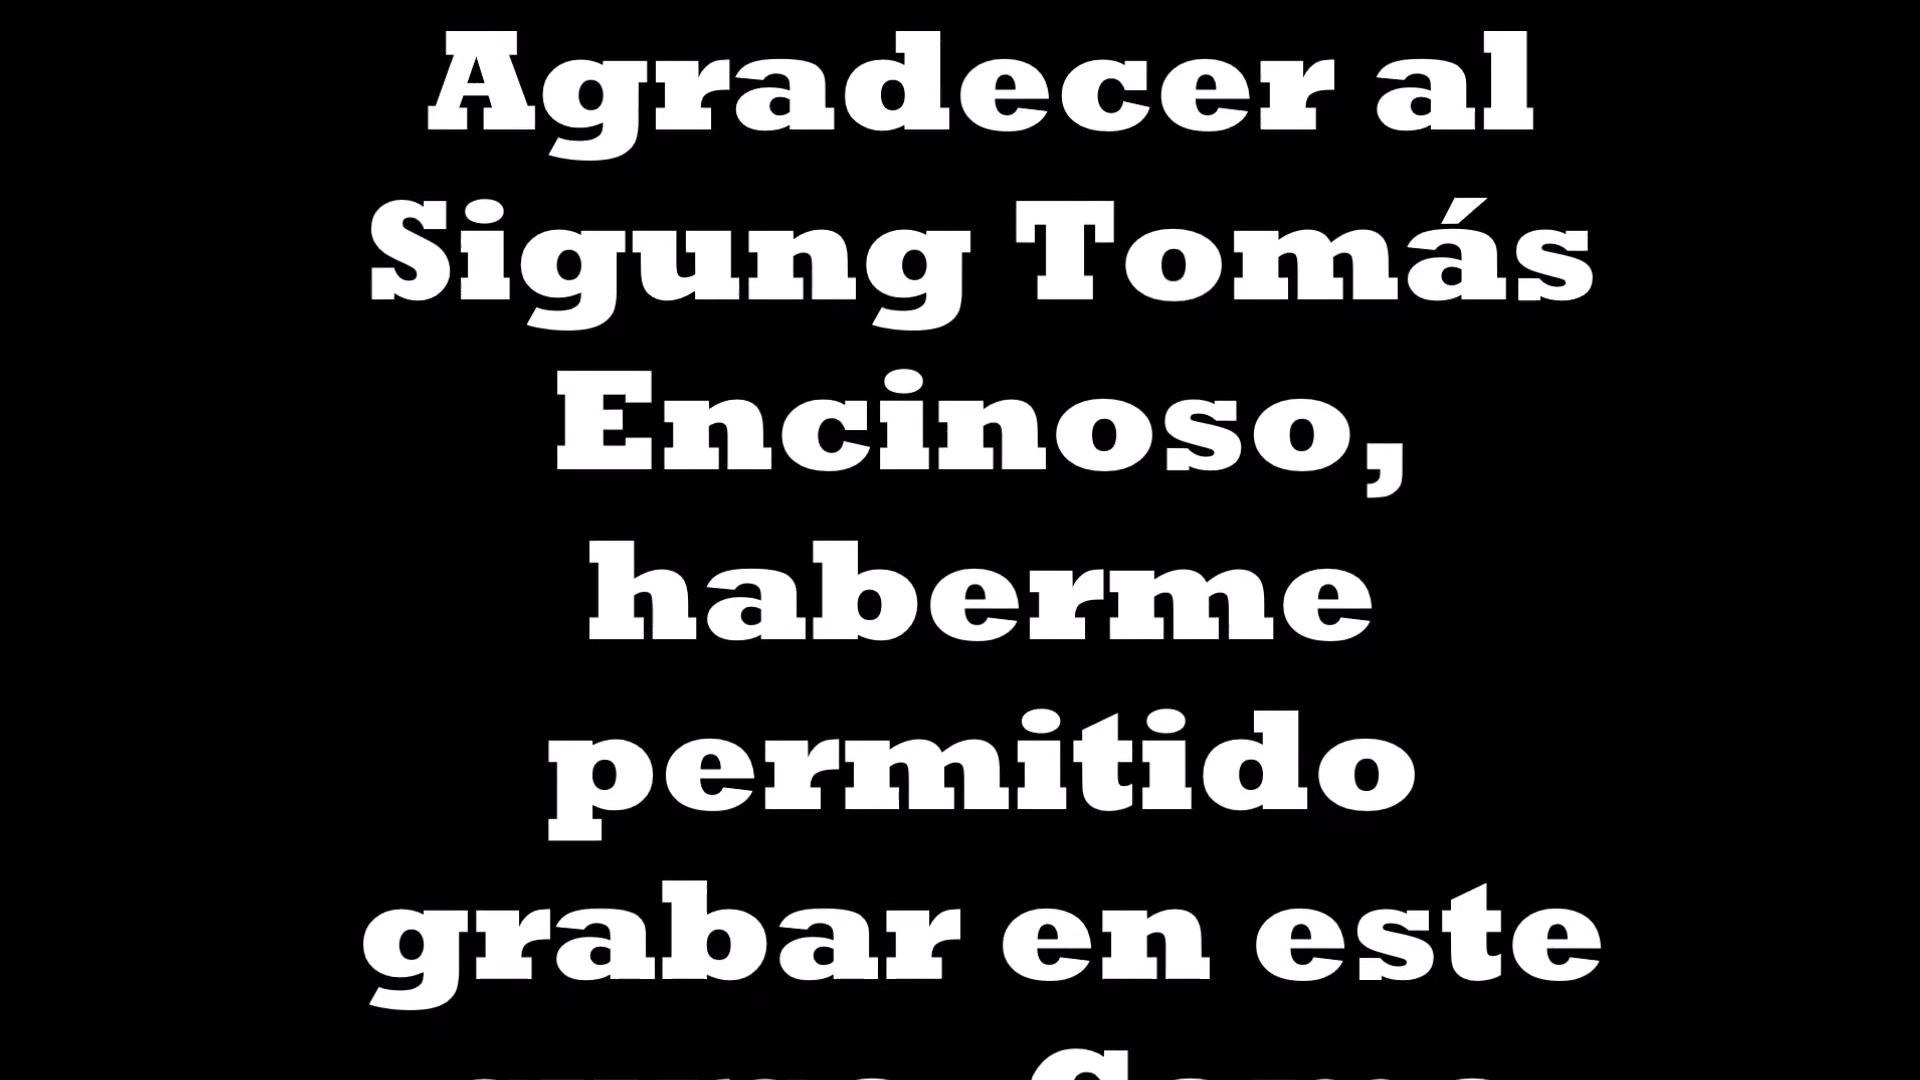 Agradecer al
Sigung Tomás
Encinoso,
haberme
permitido
grabar en este